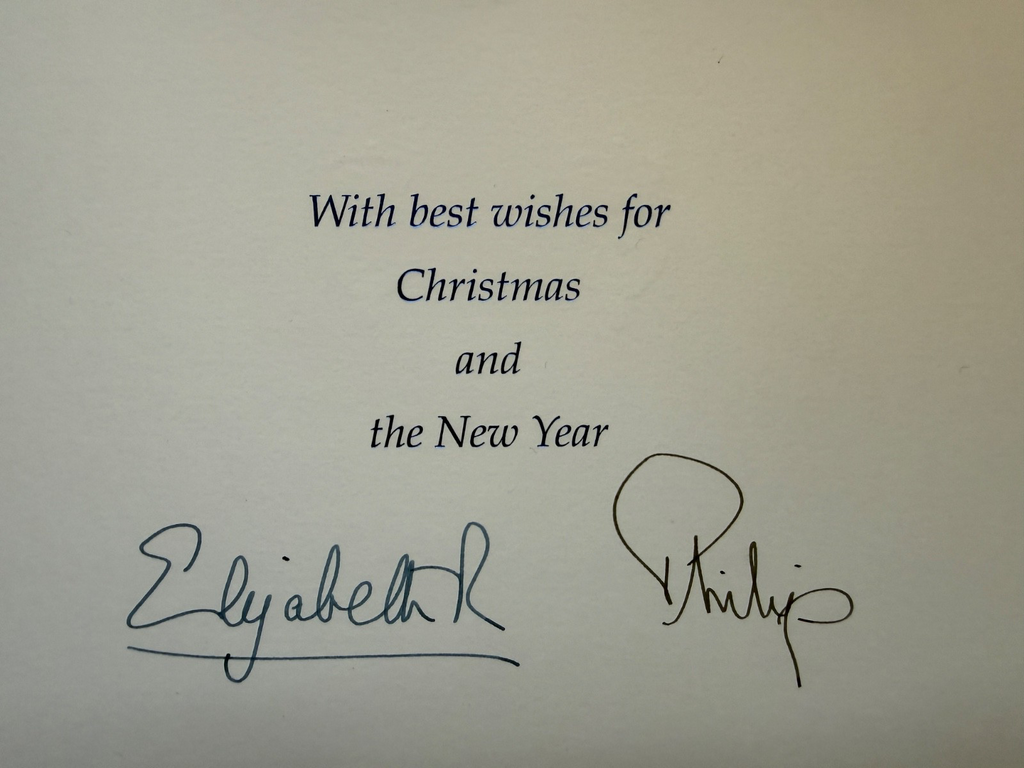 With best wishes for
Christmas
and
the New Year
Elizabeth R
Philip